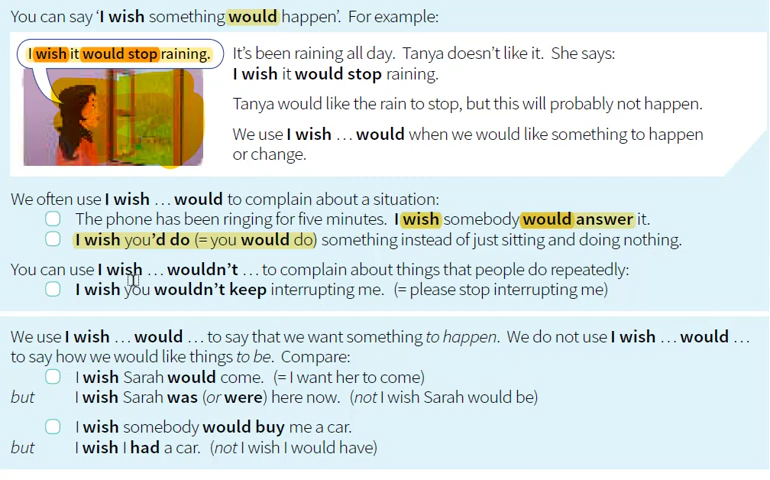 You can say ‘I wish something would happen’. For example:
I wish it would stop raining.
It’s been raining all day. Tanya doesn’t like it. She says:
I wish it would stop raining.
Tanya would like the rain to stop, but this will probably not happen.
We use I wish … would when we would like something to happen
or change.
We often use I wish … would to complain about a situation:
The phone has been ringing for five minutes. I wish somebody would answer it.
I wish you’d do (= you would do) something instead of just sitting and doing nothing.
You can use I wish … wouldn’t … to complain about things that people do repeatedly:
I wish you wouldn’t keep interrupting me. (= please stop interrupting me)
We use I wish … would … to say that we want something to happen. We do not use I wish … would …
to say how we would like things to be. Compare:
I wish Sarah would come. (= I want her to come)
but I wish Sarah was (or were) here now. (not I wish Sarah would be)
I wish somebody would buy me a car.
but I wish I had a car. (not I wish I would have)